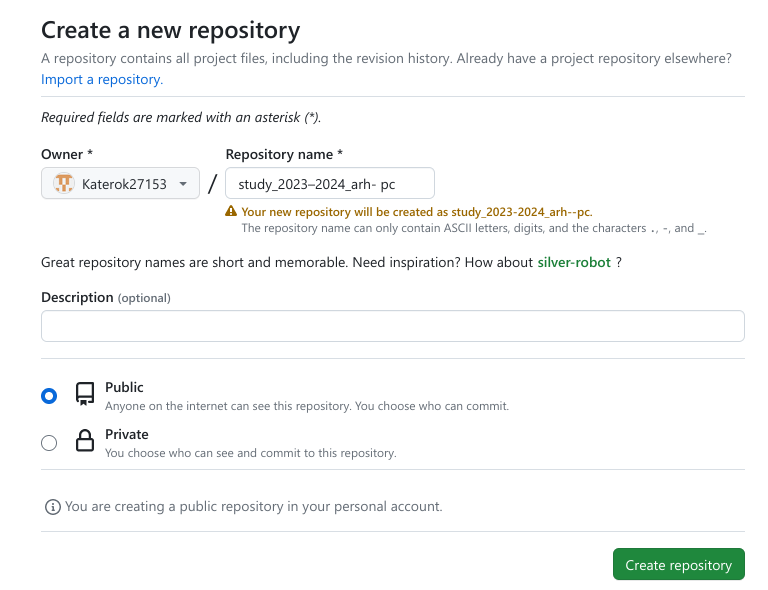 Create a new repository
A repository contains all project files, including the revision history. Already have a project repository elsewhere?
Import a repository.
Required fields are marked with an asterisk (*).
Owner * Repository name *
Katerok27153 / study_2023–2024_arh- pc
Your new repository will be created as study_2023-2024_arh--pc.
The repository name can only contain ASCII letters, digits, and the characters ., -, and _.
Great repository names are short and memorable. Need inspiration? How about silver-robot ?
Description (optional)
Public
Anyone on the internet can see this repository. You choose who can commit.
Private
You choose who can see and commit to this repository.
You are creating a public repository in your personal account.
Create repository